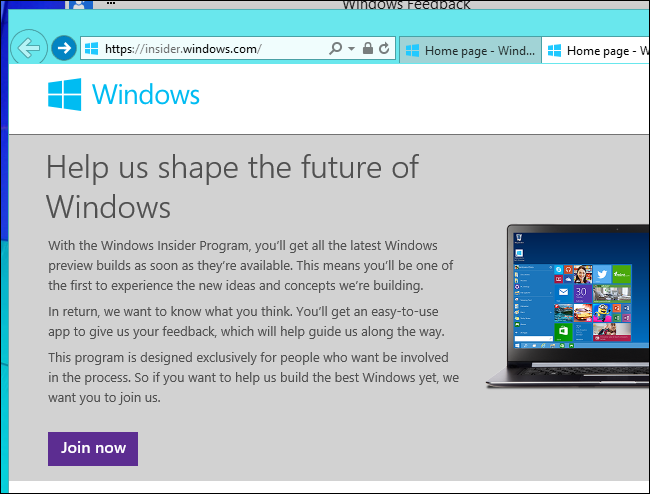 Windows Feedback
https://insider.windows.com/
Home page - Wind...
Home page - Wind
Windows
Help us shape the future of
Windows
With the Windows Insider Program, you'll get all the latest Windows
preview builds as soon as they're available. This means you'll be one of
the first to experience the new ideas and concepts we're building.
In return, we want to know what you think. You'll get an easy-to-use
app to give us your feedback, which will help guide us along the way.
This program is designed exclusively for people who want be involved
in the process. So if you want to help us build the best Windows yet, we
want you to join us.
Join now
30